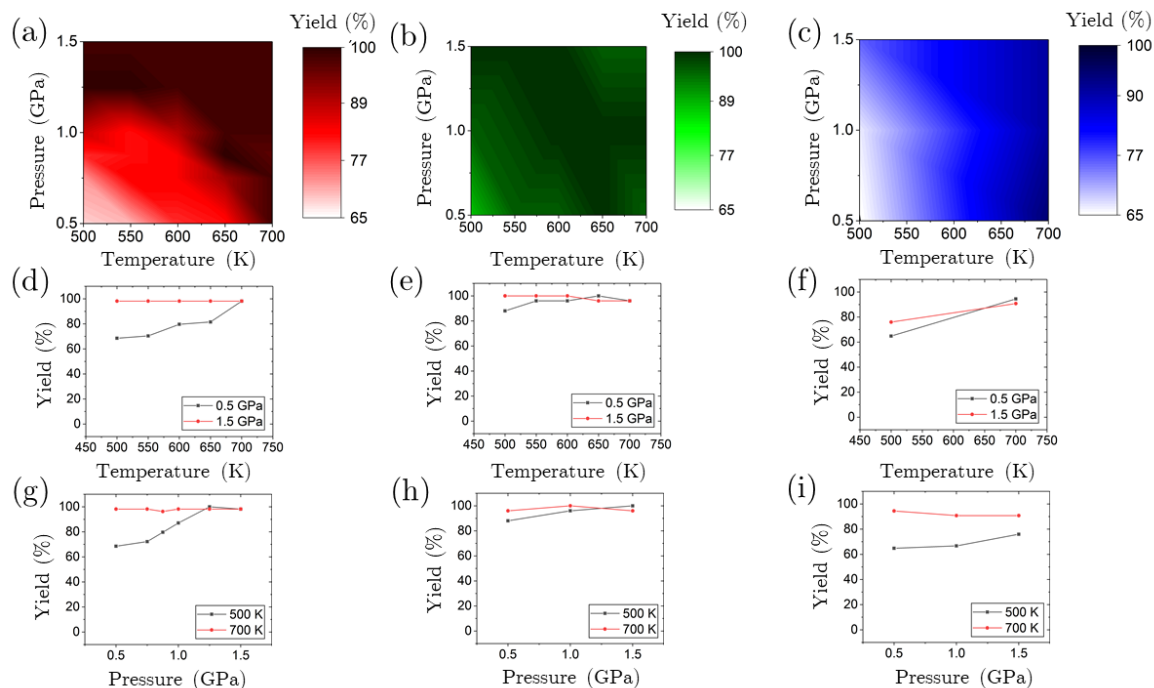 (a)
Yield (%)
1.5
1.0
0.5
Pressure (GPa)
500 550 600 650 700
Temperature (K)
100
89
77
65
(b)
Yield (%)
1.5
1.0
0.5
Pressure (GPa)
500 550 600 650 700
Temperature (K)
100
89
77
65
(c)
Yield (%)
1.5
1.0
0.5
Pressure (GPa)
500 550 600 650 700
Temperature (K)
100
90
77
65
(d)
100
80
60
40
20
0
Yield (%)
0.5 GPa
1.5 GPa
450 500 550 600 650 700 750
Temperature (K)
(e)
100
80
60
40
20
0
Yield (%)
0.5 GPa
1.5 GPa
450 500 550 600 650 700 750
Temperature (K)
(f)
100
80
60
40
20
0
Yield (%)
0.5 GPa
1.5 GPa
450 500 550 600 650 700 750
Temperature (K)
(g)
100
80
60
40
20
0
Yield (%)
500 K
700 K
0.5 1.0 1.5
Pressure (GPa)
(h)
100
80
60
40
20
0
Yield (%)
500 K
700 K
0.5 1.0 1.5
Pressure (GPa)
(i)
100
80
60
40
20
0
Yield (%)
500 K
700 K
0.5 1.0 1.5
Pressure (GPa)